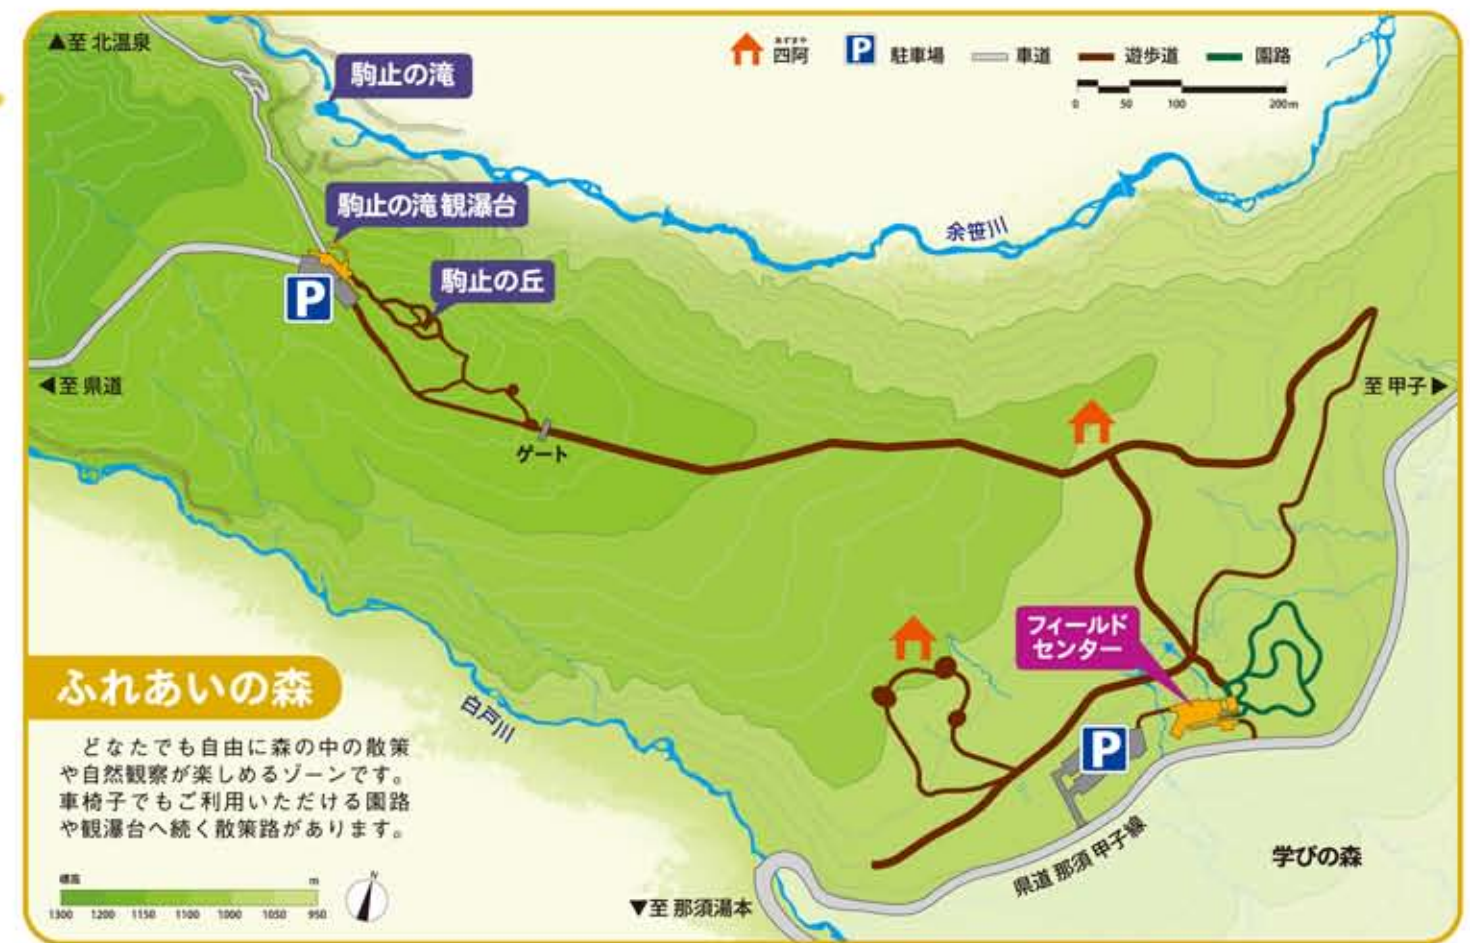 ▲至 北温泉
駒止の滝
あずまや
四阿
P
駐車場
車道
遊歩道
園路
0 50 100 200m
駒止の滝観瀑台
余笹川
駒止の丘
P
◀至 県道
至 甲子▶
ゲート
フィールド
センター
ふれあいの森
白戸川
P
どなたでも自由に森の中の散策
や自然観察が楽しめるゾーンです。
車椅子でもご利用いただける園路
や観瀑台へ続く散策路があります。
県道 那須 甲子線
学びの森
標高 m
1300 1200 1150 1100 1000 1050 950
N
▼至 那須湯本